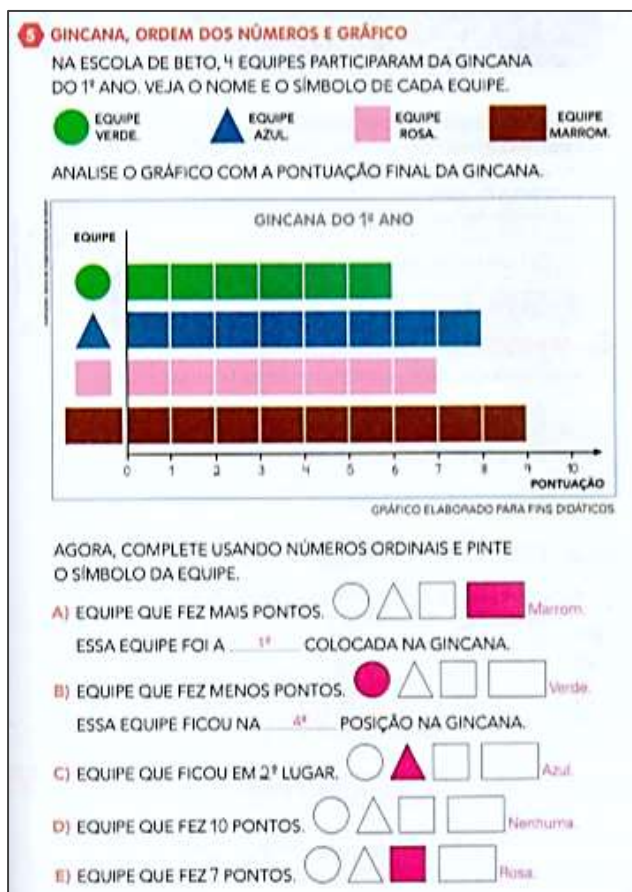 5 GINCANA, ORDEM DOS NÚMEROS E GRÁFICO
NA ESCOLA DE BETO, 4 EQUIPES PARTICIPARAM DA GINCANA
DO 1º ANO. VEJA O NOME E O SÍMBOLO DE CADA EQUIPE.
EQUIPE VERDE.
EQUIPE AZUL.
EQUIPE ROSA.
EQUIPE MARROM.
ANALISE O GRÁFICO COM A PONTUAÇÃO FINAL DA GINCANA.
GINCANA DO 1º ANO
EQUIPE
0 1 2 3 4 5 6 7 8 9 10
PONTUAÇÃO
GRÁFICO ELABORADO PARA FINS DIDÁTICOS.
AGORA, COMPLETE USANDO NÚMEROS ORDINAIS E PINTE
O SÍMBOLO DA EQUIPE.
A) EQUIPE QUE FEZ MAIS PONTOS. Marrom.
ESSA EQUIPE FOI A 1ª COLOCADA NA GINCANA.
B) EQUIPE QUE FEZ MENOS PONTOS. Verde.
ESSA EQUIPE FICOU NA 4ª POSIÇÃO NA GINCANA.
C) EQUIPE QUE FICOU EM 2º LUGAR. Azul.
D) EQUIPE QUE FEZ 10 PONTOS. Nenhuma.
E) EQUIPE QUE FEZ 7 PONTOS. Rosa.